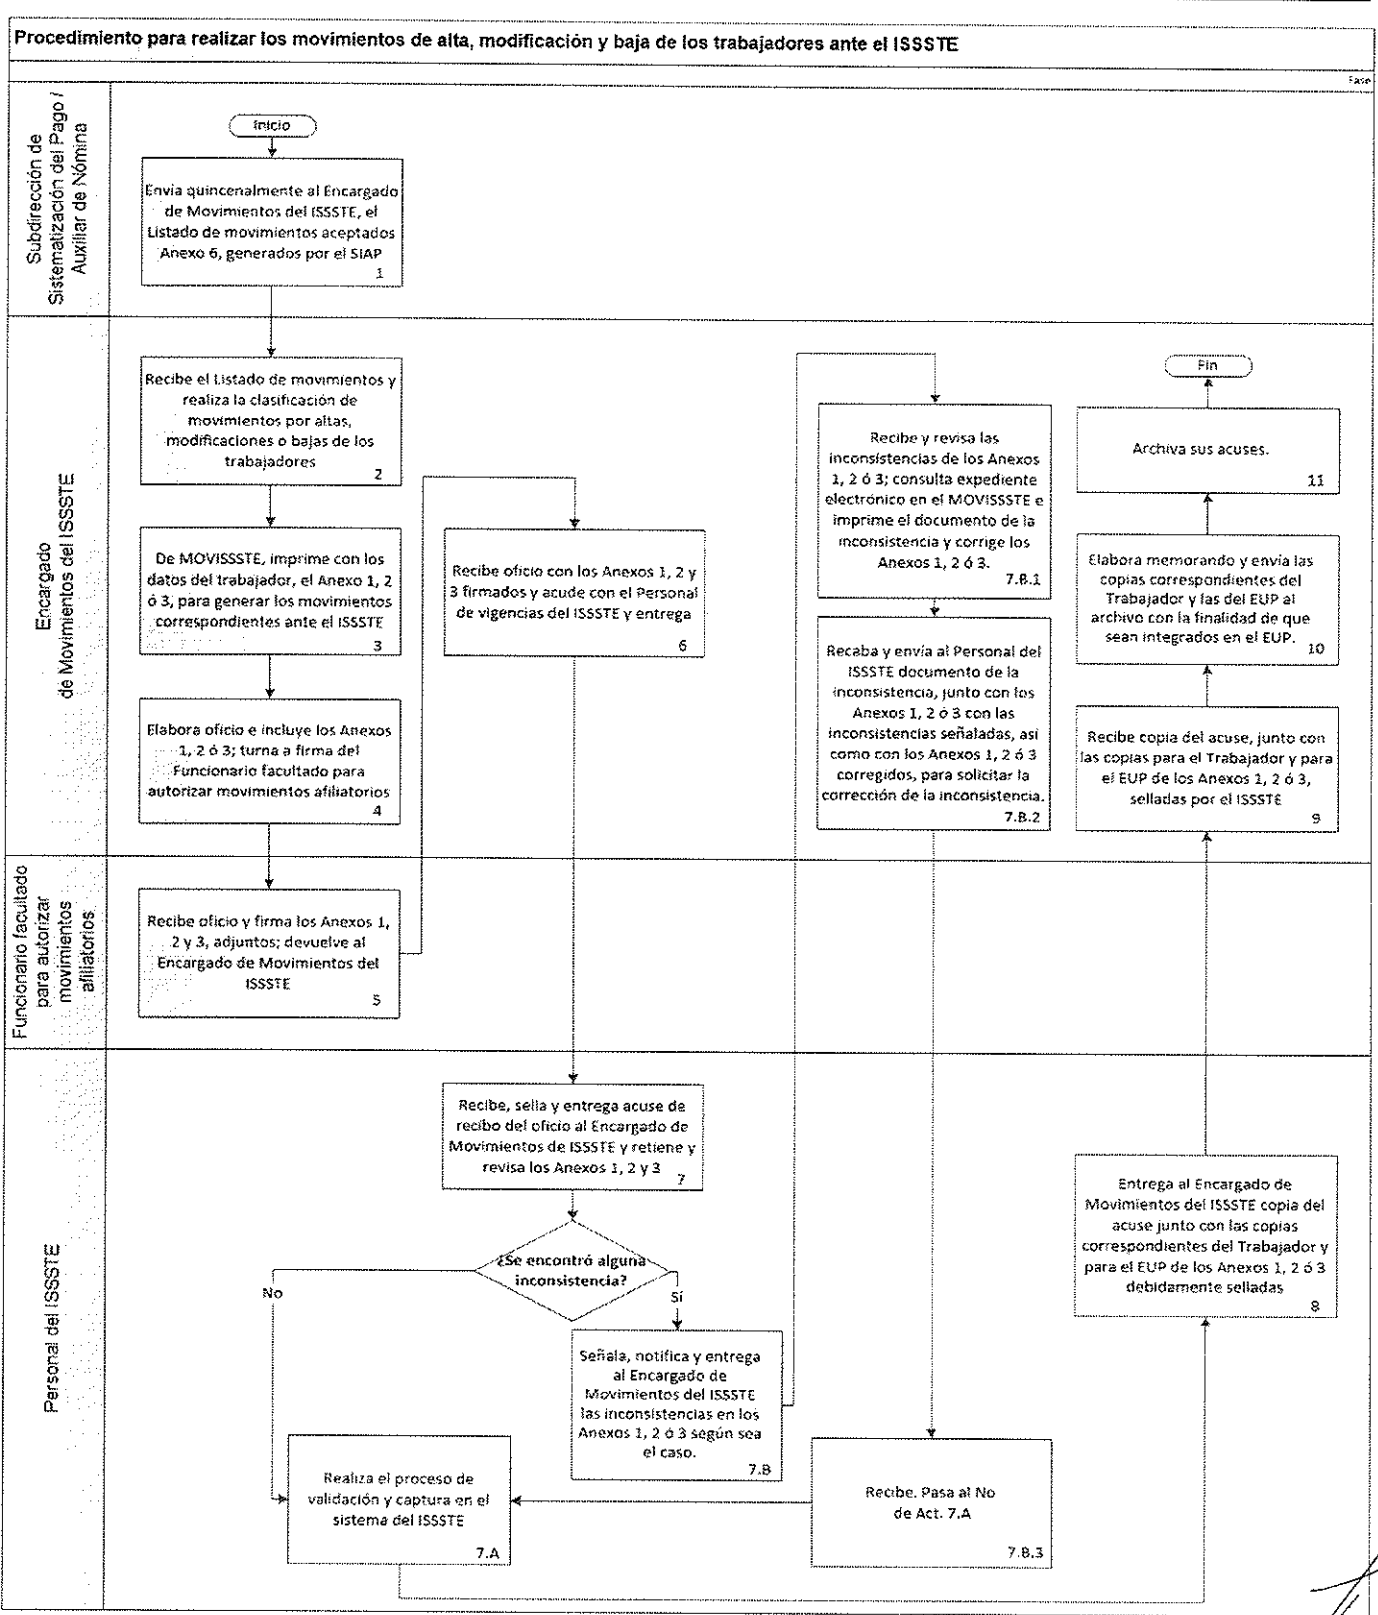 Procedimiento para realizar los movimientos de alta, modificación y baja de los trabajadores ante el ISSSTE
Fase
Subdirección de
Sistematización del Pago /
Auxiliar de Nómina
Inicio
Envía quincenalmente al Encargado
de Movimientos del ISSSTE, el
Listado de movimientos aceptados
Anexo 6, generados por el SIAP
1
Encargado
de Movimientos del ISSSTE
Recibe el Listado de movimientos y
realiza la clasificación de
movimientos por altas,
modificaciones o bajas de los
trabajadores
2
De MOVISSSTE, imprime con los
datos del trabajador, el Anexo 1, 2
ó 3, para generar los movimientos
correspondientes ante el ISSSTE
3
Elabora oficio e incluye los Anexos
1, 2 ó 3; turna a firma del
Funcionario facultado para
autorizar movimientos afiliatorios
4
Recibe oficio con los Anexos 1, 2 y
3 firmados y acude con el Personal
de vigencias del ISSSTE y entrega
6
Recibe y revisa las
inconsistencias de los Anexos
1, 2 ó 3; consulta expediente
electrónico en el MOVISSSTE e
imprime el documento de la
inconsistencia y corrige los
Anexos 1, 2 ó 3.
7.B.1
Recaba y envía al Personal del
ISSSTE documento de la
inconsistencia, junto con los
Anexos 1, 2 ó 3 con las
inconsistencias señaladas, así
como con los Anexos 1, 2 ó 3
corregidos, para solicitar la
corrección de la inconsistencia.
7.B.2
Fin
Archiva sus acuses.
11
Elabora memorando y envía las
copias correspondientes del
Trabajador y las del EUP al
archivo con la finalidad de que
sean integrados en el EUP.
10
Recibe copia del acuse, junto con
las copias para el Trabajador y para
el EUP de los Anexos 1, 2 ó 3,
selladas por el ISSSTE
9
Funcionario facultado
para autorizar
movimientos
afiliatorios
Recibe oficio y firma los Anexos 1,
2 y 3, adjuntos; devuelve al
Encargado de Movimientos del
ISSSTE
5
Personal del ISSSTE
Recibe, sella y entrega acuse de
recibo del oficio al Encargado de
Movimientos de ISSSTE y retiene y
revisa los Anexos 1, 2 y 3
7
¿Se encontró alguna
inconsistencia?
No
Sí
Señala, notifica y entrega
al Encargado de
Movimientos del ISSSTE
las inconsistencias en los
Anexos 1, 2 ó 3 según sea
el caso.
7.B
Realiza el proceso de
validación y captura en el
sistema del ISSSTE
7.A
Recibe. Pasa al No
de Act. 7.A
7.B.3
Entrega al Encargado de
Movimientos del ISSSTE copia del
acuse junto con las copias
correspondientes del Trabajador y
para el EUP de los Anexos 1, 2 ó 3
debidamente selladas
8